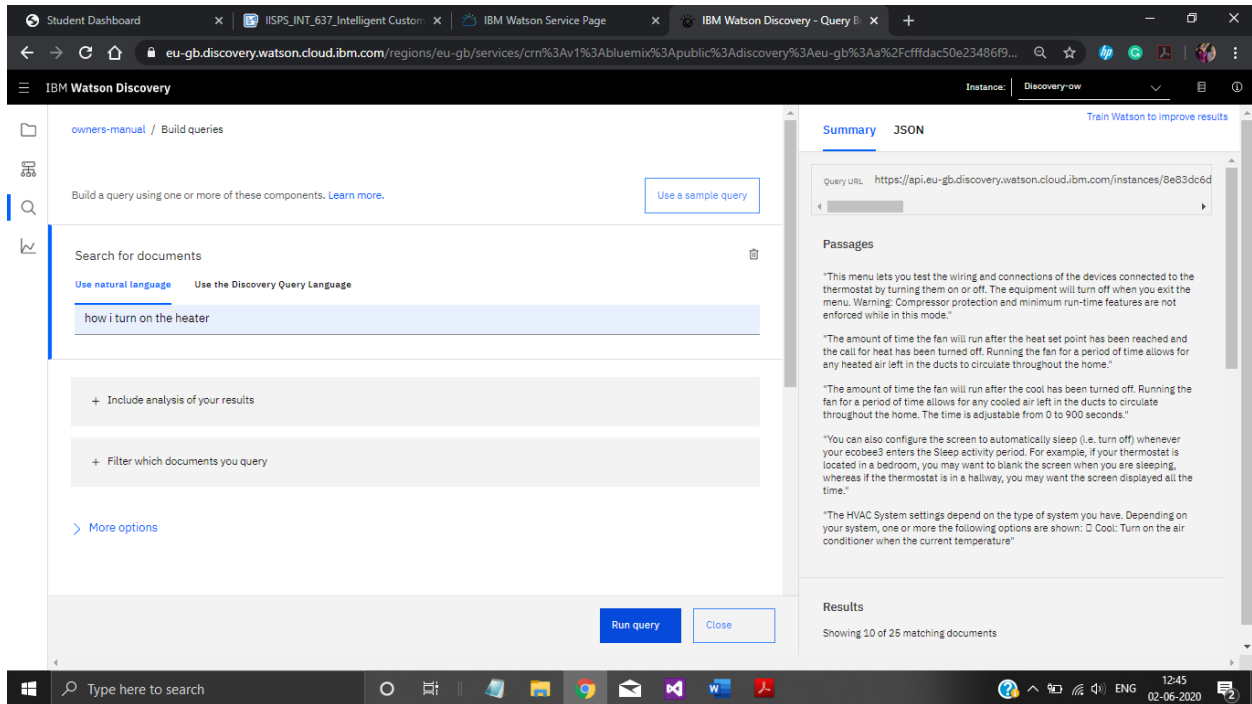 Student Dashboard
IISPS_INT_637_Intelligent Custom
IBM Watson Service Page
IBM Watson Discovery - Query B
eu-gb.discovery.watson.cloud.ibm.com/regions/eu-gb/services/crn%3Av1%3Abluemix%3Apublic%3Adiscovery%3Aeu-gb%3Aa%2Fcfffdac50e23486f9...
IBM Watson Discovery
Instance:
Discovery-ow
owners-manual / Build queries
Build a query using one or more of these components. Learn more.
Use a sample query
Search for documents
Use natural language
Use the Discovery Query Language
how i turn on the heater
+ Include analysis of your results
+ Filter which documents you query
More options
Run query
Close
Train Watson to improve results
Summary
JSON
Query URL
https://api.eu-gb.discovery.watson.cloud.ibm.com/instances/8e83dc6d
Passages
"This menu lets you test the wiring and connections of the devices connected to the
thermostat by turning them on or off. The equipment will turn off when you exit the
menu. Warning: Compressor protection and minimum run-time features are not
enforced while in this mode."
"The amount of time the fan will run after the heat set point has been reached and
the call for heat has been turned off. Running the fan for a period of time allows for
any heated air left in the ducts to circulate throughout the home."
"The amount of time the fan will run after the cool has been turned off. Running the
fan for a period of time allows for any cooled air left in the ducts to circulate
throughout the home. The time is adjustable from 0 to 900 seconds."
"You can also configure the screen to automatically sleep (i.e. turn off) whenever
your ecobee3 enters the Sleep activity period. For example, if your thermostat is
located in a bedroom, you may want to blank the screen when you are sleeping,
whereas if the thermostat is in a hallway, you may want the screen displayed all the
time."
"The HVAC System settings depend on the type of system you have. Depending on
your system, one or more the following options are shown: ▯ Cool: Turn on the air
conditioner when the current temperature"
Results
Showing 10 of 25 matching documents
Type here to search
ENG
12:45
02-06-2020
2